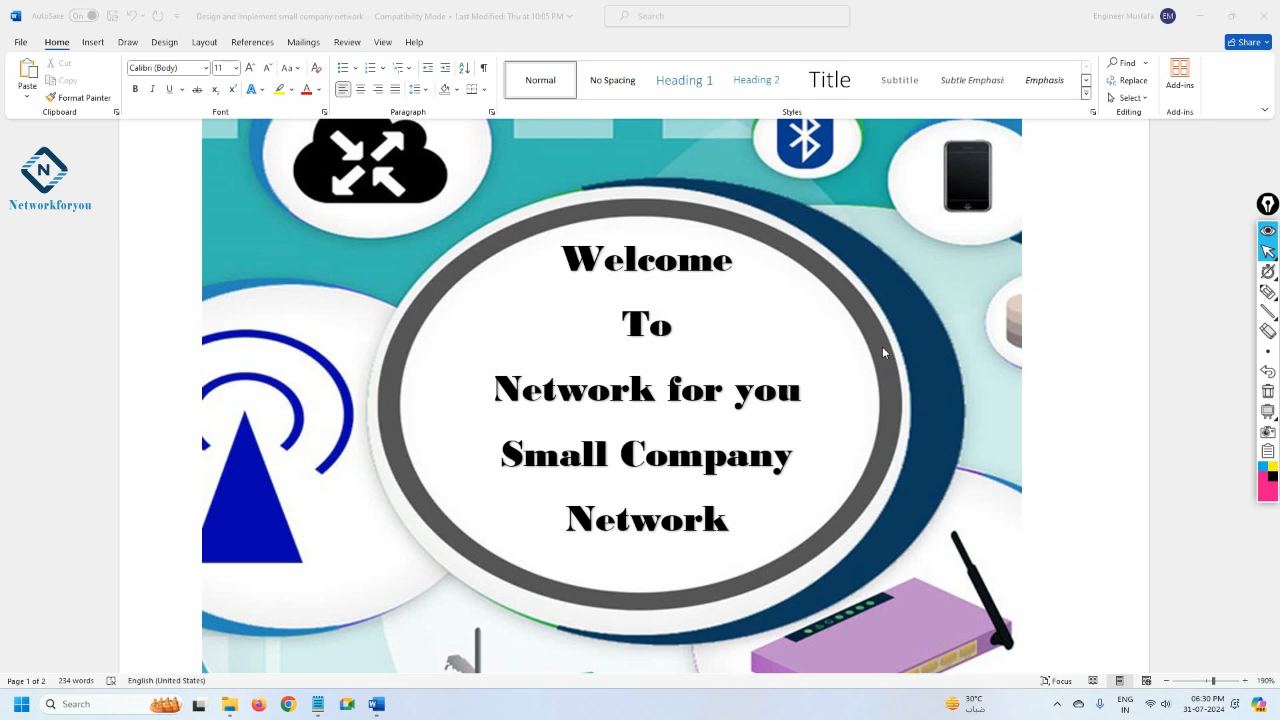 AutoSave Off Design and Implement small company network - Compatibility Mode • Last Modified: Thu at 10:05 PM Search Engineer Mustafa EM
File Home Insert Draw Design Layout References Mailings Review View Help Share
Paste Cut Copy Format Painter Clipboard
Calibri (Body) 11 Font
Paragraph
Normal No Spacing Heading 1 Heading 2 Title Subtitle Subtle Emphasis Emphasis Styles
Find Replace Select Editing
Add-ins Add-ins
N
Networkforyou
Welcome
To
Network for you
Small Company
Network
Page 1 of 2 234 words English (United States) Focus 190%
Search 30°C ضباب ENG IN 06:30 PM 31-07-2024